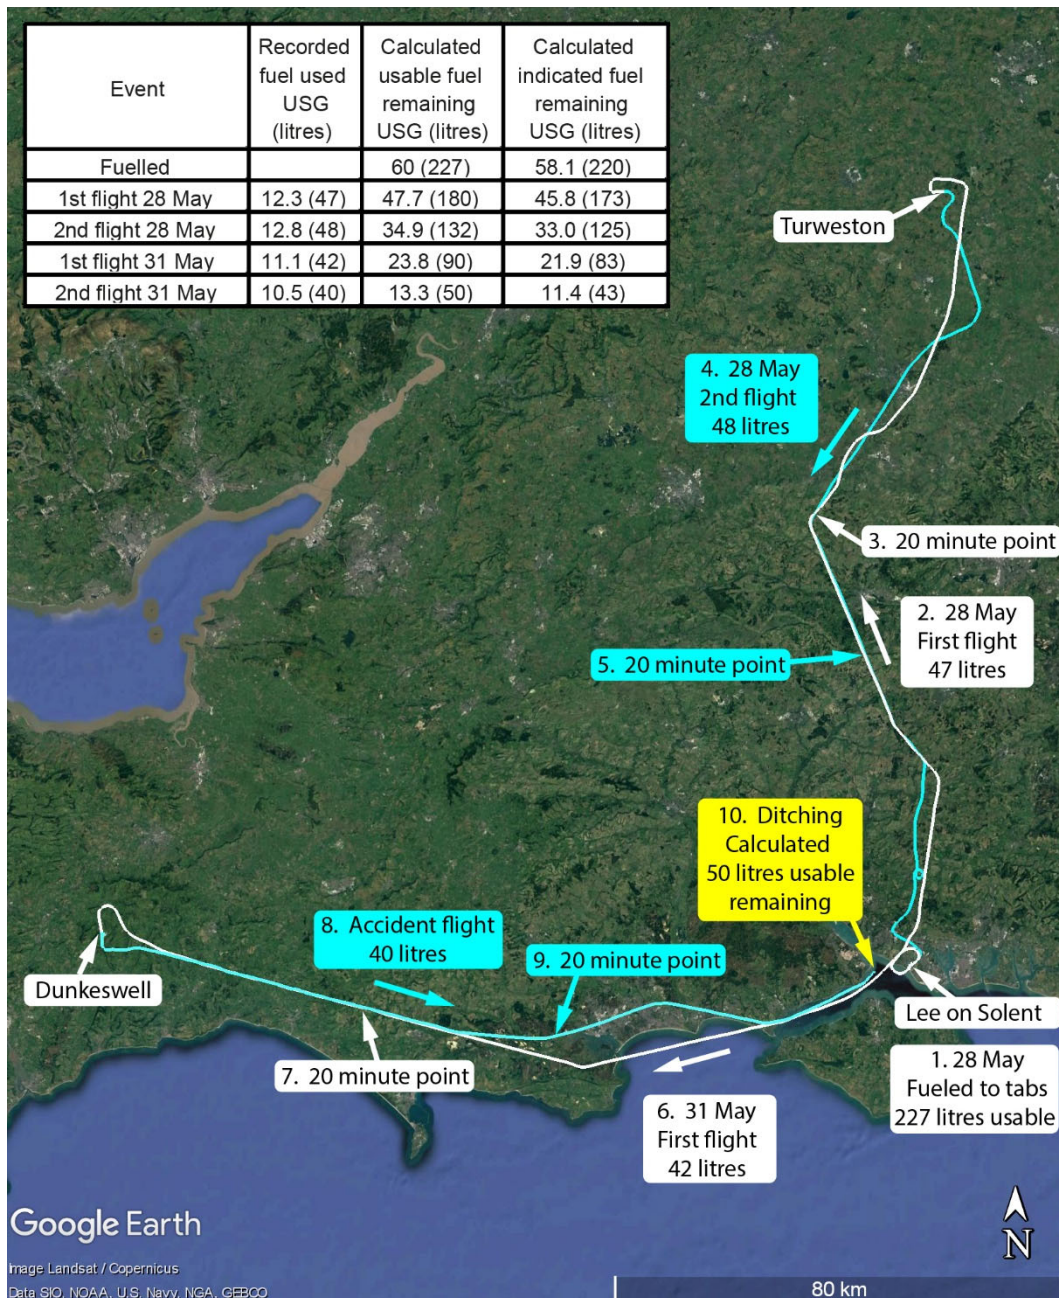 Event
Recorded
fuel used
USG
(litres)
Calculated
usable fuel
remaining
USG (litres)
Calculated
indicated fuel
remaining
USG (litres)
Fuelled 60 (227) 58.1 (220)
1st flight 28 May 12.3 (47) 47.7 (180) 45.8 (173)
2nd flight 28 May 12.8 (48) 34.9 (132) 33.0 (125)
1st flight 31 May 11.1 (42) 23.8 (90) 21.9 (83)
2nd flight 31 May 10.5 (40) 13.3 (50) 11.4 (43)
Turweston
4. 28 May
2nd flight
48 litres
3. 20 minute point
2. 28 May
First flight
47 litres
5. 20 minute point
10. Ditching
Calculated
50 litres usable
remaining
8. Accident flight
40 litres
9. 20 minute point
Dunkeswell
Lee on Solent
7. 20 minute point
1. 28 May
Fueled to tabs
227 litres usable
6. 31 May
First flight
42 litres
Google Earth
N
Image Landsat / Copernicus
Data SIO, NOAA, U.S. Navy, NGA, GEBCO
80 km